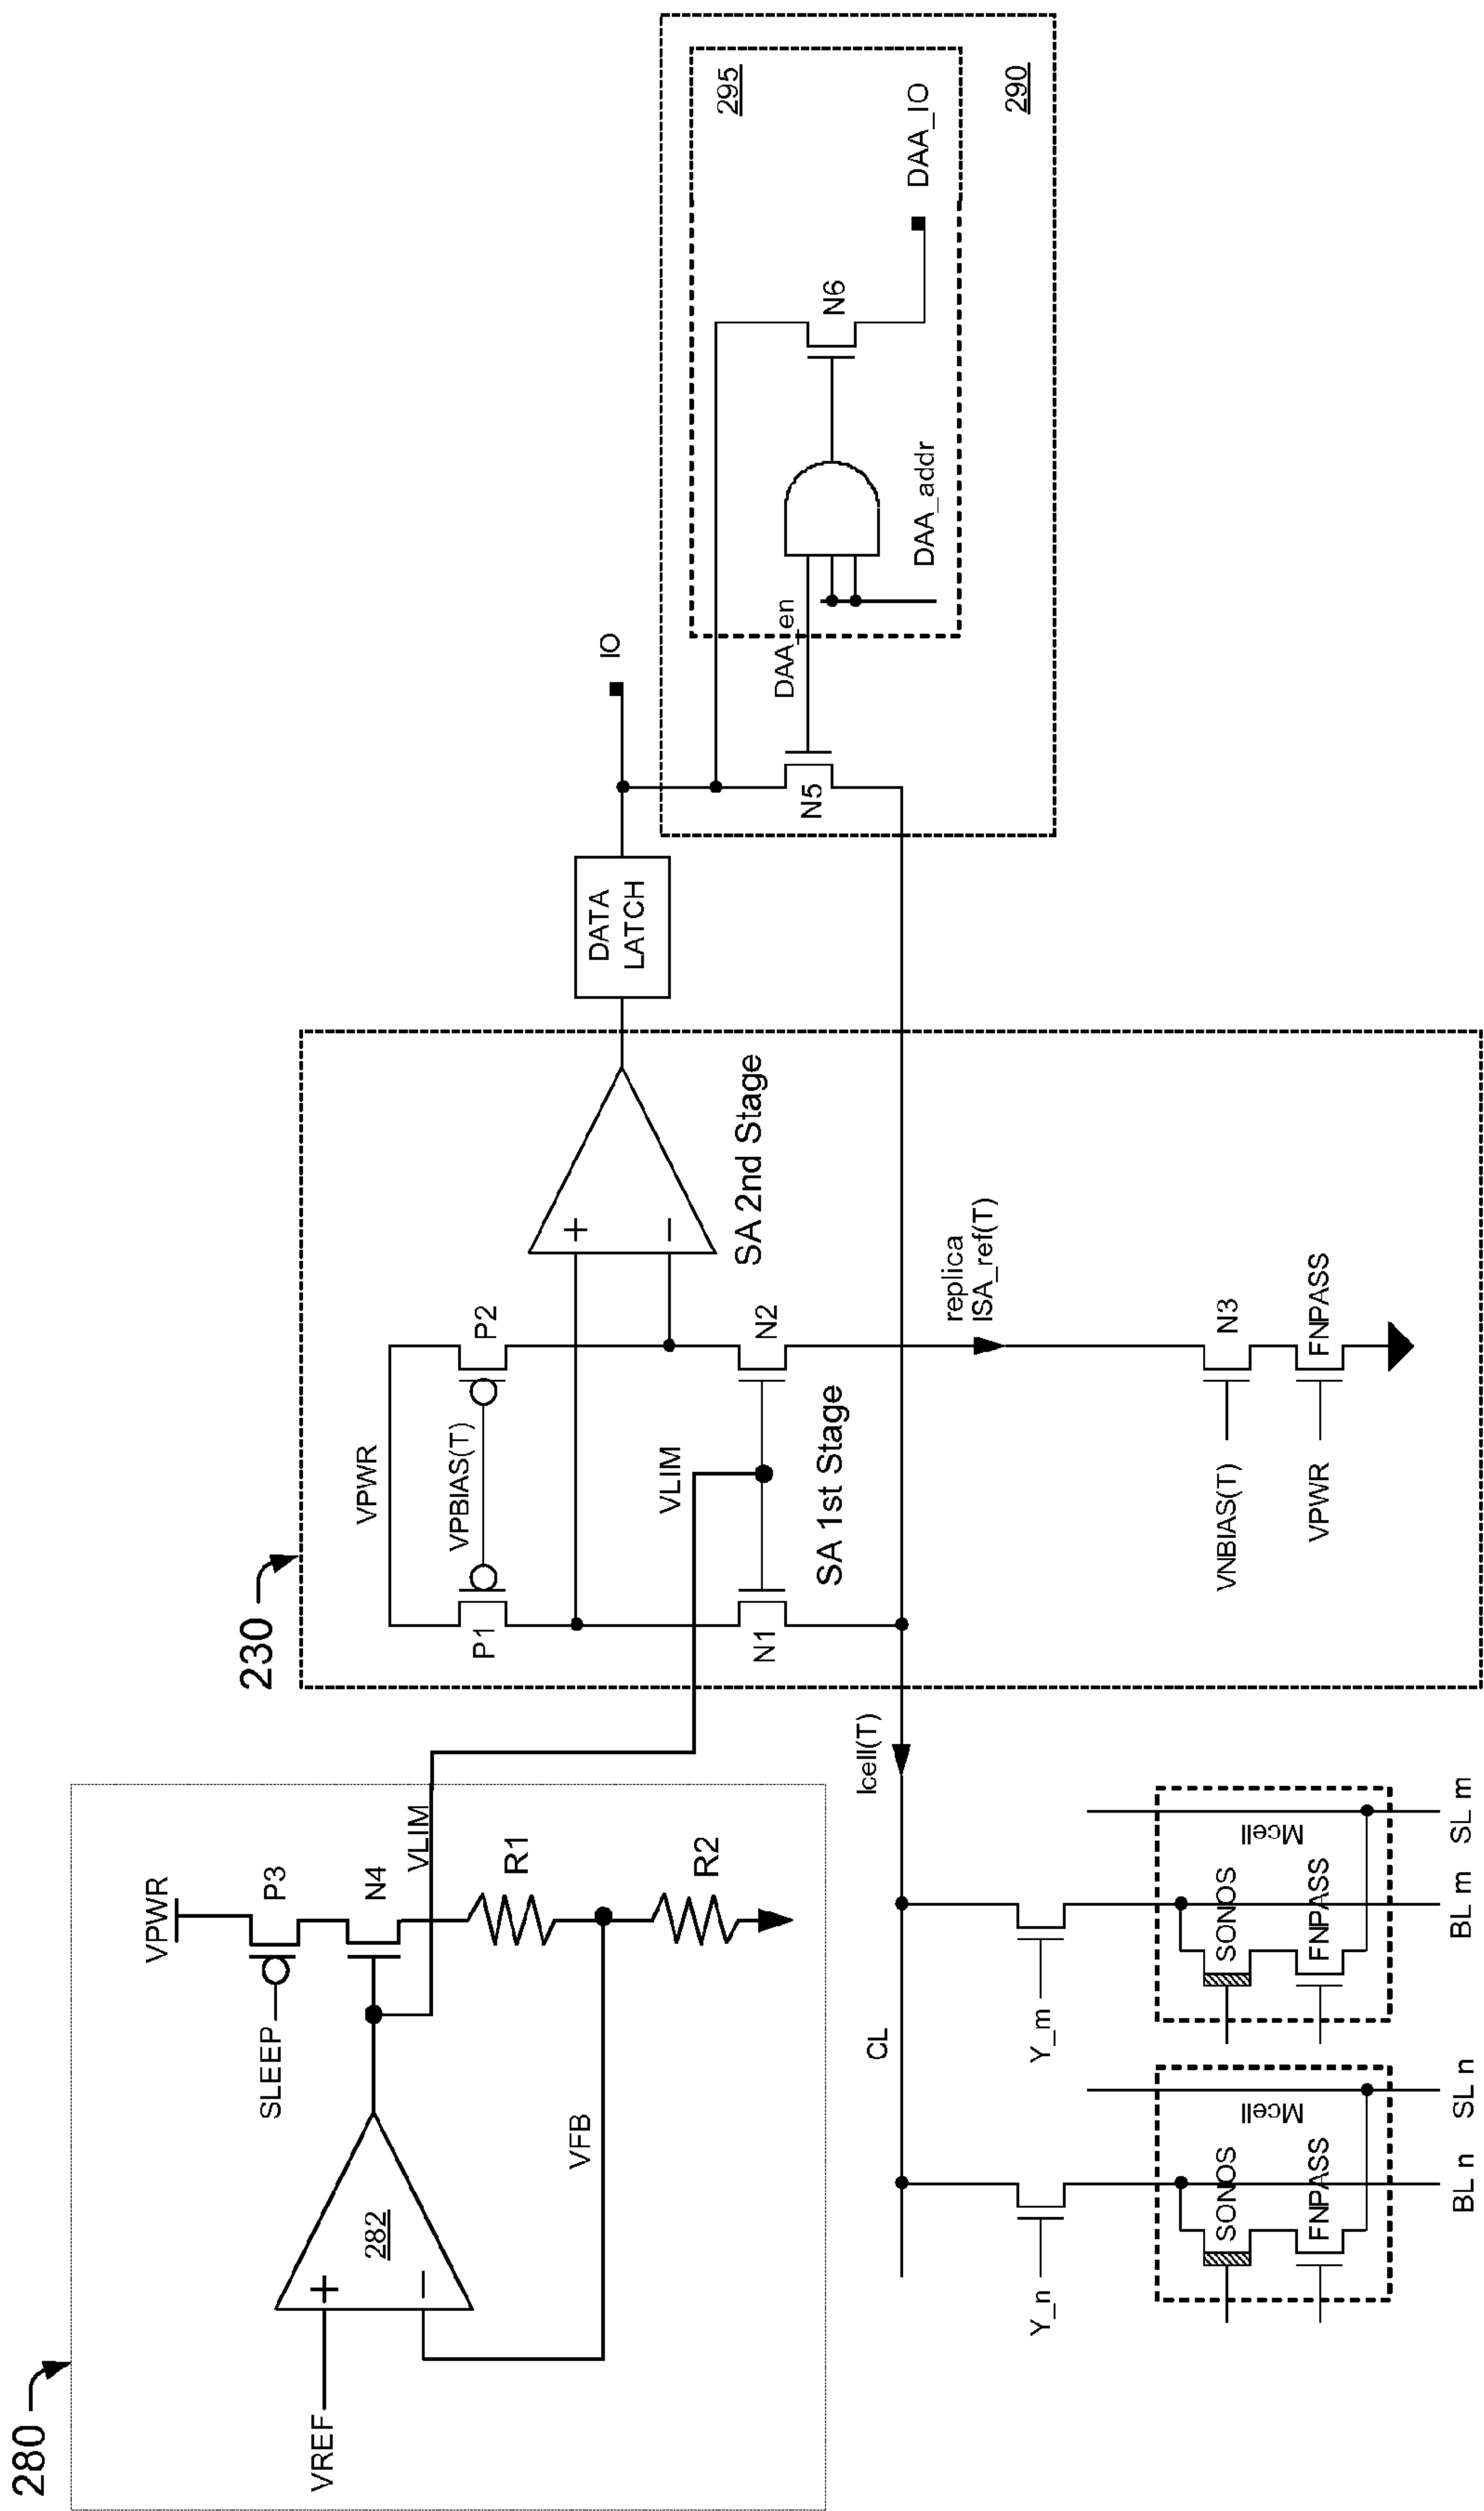 280
VREF
282
+
−
VPWR
SLEEP
P3
N4
VLIM
R1
VFB
R2
230
VPWR
P1
VPBIAS(T)
P2
+
−
SA 2nd Stage
VLIM
N1
N2
SA 1st Stage
replica
ISA_ref(T)
VNBIAS(T)
N3
VPWR
FNPASS
DATA
LATCH
IO
290
295
N5
DAA_en
DAA_addr
N6
DAA_IO
Icell(T)
CL
Y_n
Y_m
SONOS
FNPASS
Mcell
SONOS
FNPASS
Mcell
BL n
SL n
BL m
SL m